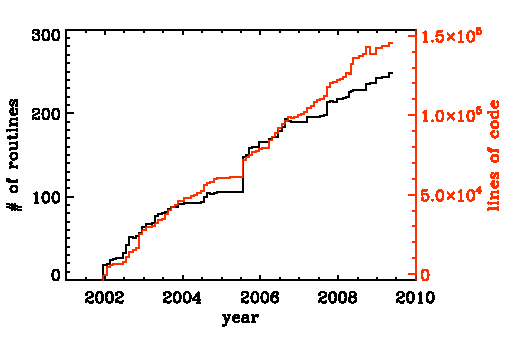 300
200
100
0
# of routines
2002 2004 2006 2008 2010
year
1.5×10⁵
1.0×10⁵
5.0×10⁴
0
lines of code